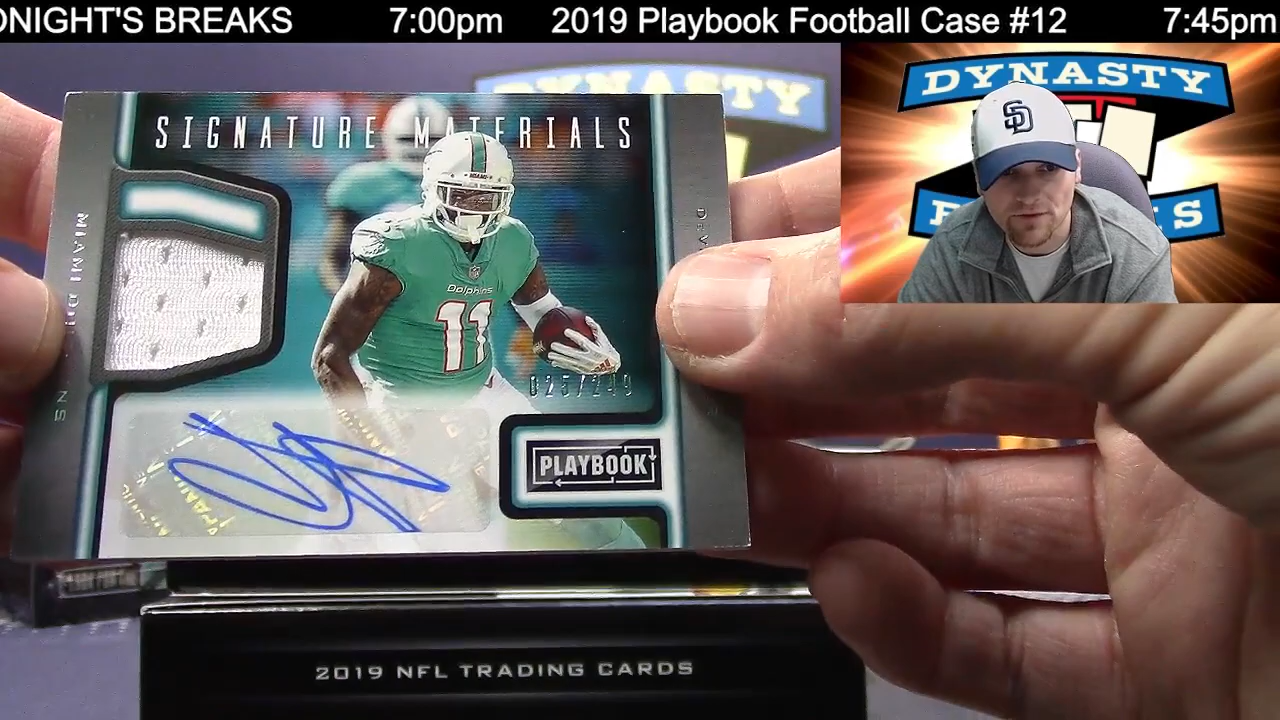 ONIGHT'S BREAKS 7:00pm 2019 Playbook Football Case #12 7:45pm
DYNASTY
SD
S
SIGNATURE MATERIALS
MIAMI
Dolphins
11
025/249
PLAYBOOK
2019 NFL TRADING CARDS